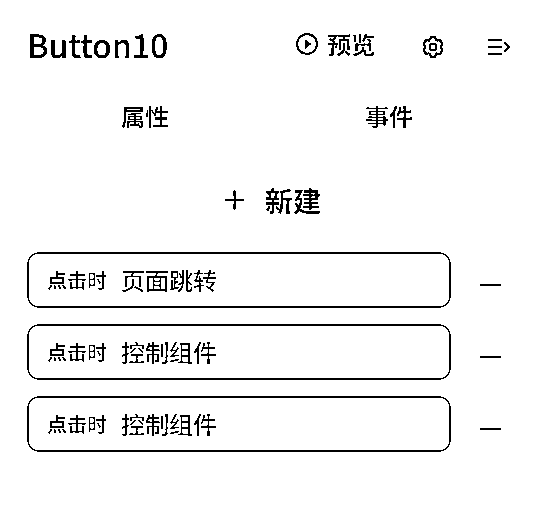 Button10 预览
属性 事件
新建
点击时 页面跳转
点击时 控制组件
点击时 控制组件